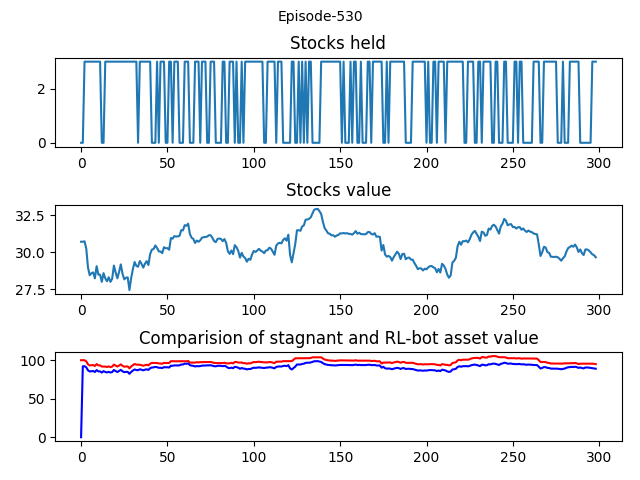 Episode-530
Stocks held
2
0
0 50 100 150 200 250 300
Stocks value
32.5
30.0
27.5
0 50 100 150 200 250 300
Comparision of stagnant and RL-bot asset value
100
50
0
0 50 100 150 200 250 300